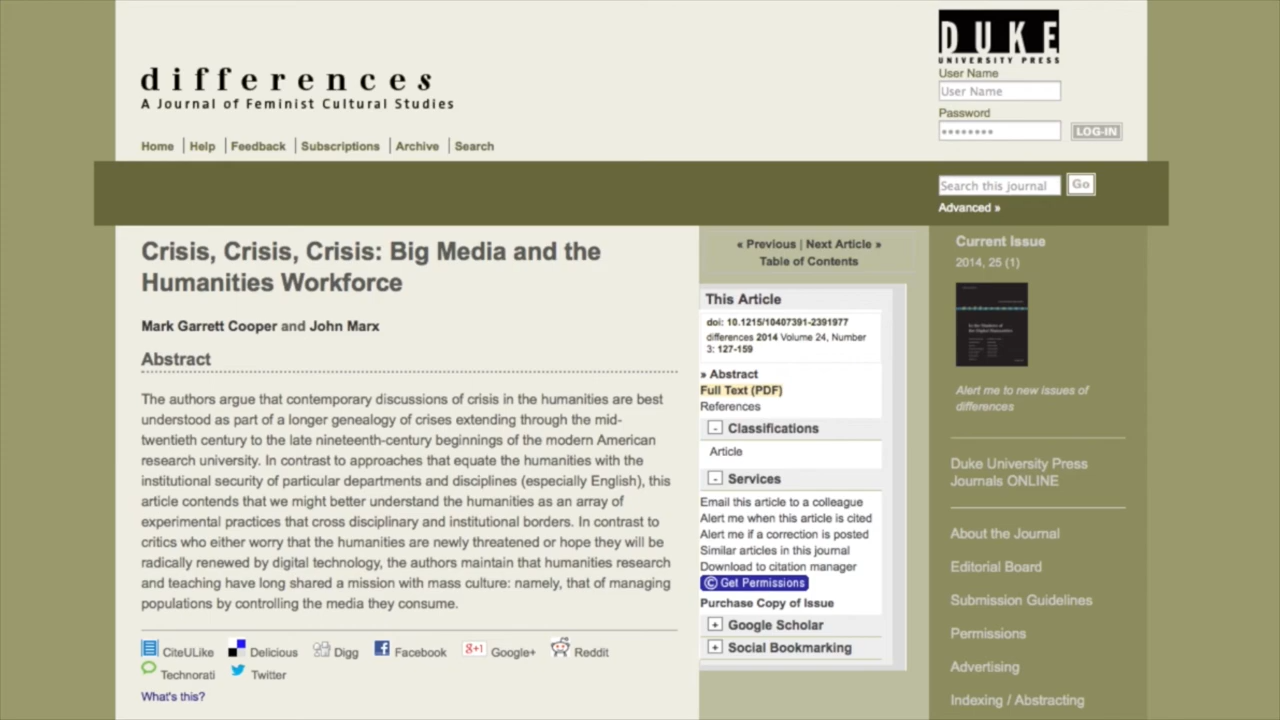 differences
A Journal of Feminist Cultural Studies
Home | Help | Feedback | Subscriptions | Archive | Search
DUKE
UNIVERSITY PRESS
User Name
User Name
Password
LOG-IN
Search this journal Go
Advanced »
Crisis, Crisis, Crisis: Big Media and the
Humanities Workforce
Mark Garrett Cooper and John Marx
Abstract
The authors argue that contemporary discussions of crisis in the humanities are best
understood as part of a longer genealogy of crises extending through the mid-
twentieth century to the late nineteenth-century beginnings of the modern American
research university. In contrast to approaches that equate the humanities with the
institutional security of particular departments and disciplines (especially English), this
article contends that we might better understand the humanities as an array of
experimental practices that cross disciplinary and institutional borders. In contrast to
critics who either worry that the humanities are newly threatened or hope they will be
radically renewed by digital technology, the authors maintain that humanities research
and teaching have long shared a mission with mass culture: namely, that of managing
populations by controlling the media they consume.
CiteULike Delicious Digg Facebook Google+ Reddit
Technorati Twitter
What's this?
« Previous | Next Article »
Table of Contents
This Article
doi: 10.1215/10407391-2391977
differences 2014 Volume 24, Number
3: 127-159
» Abstract
Full Text (PDF)
References
- Classifications
Article
- Services
Email this article to a colleague
Alert me when this article is cited
Alert me if a correction is posted
Similar articles in this journal
Download to citation manager
© Get Permissions
Purchase Copy of Issue
+ Google Scholar
+ Social Bookmarking
Current Issue
2014, 25 (1)
Alert me to new issues of
differences
Duke University Press
Journals ONLINE
About the Journal
Editorial Board
Submission Guidelines
Permissions
Advertising
Indexing / Abstracting